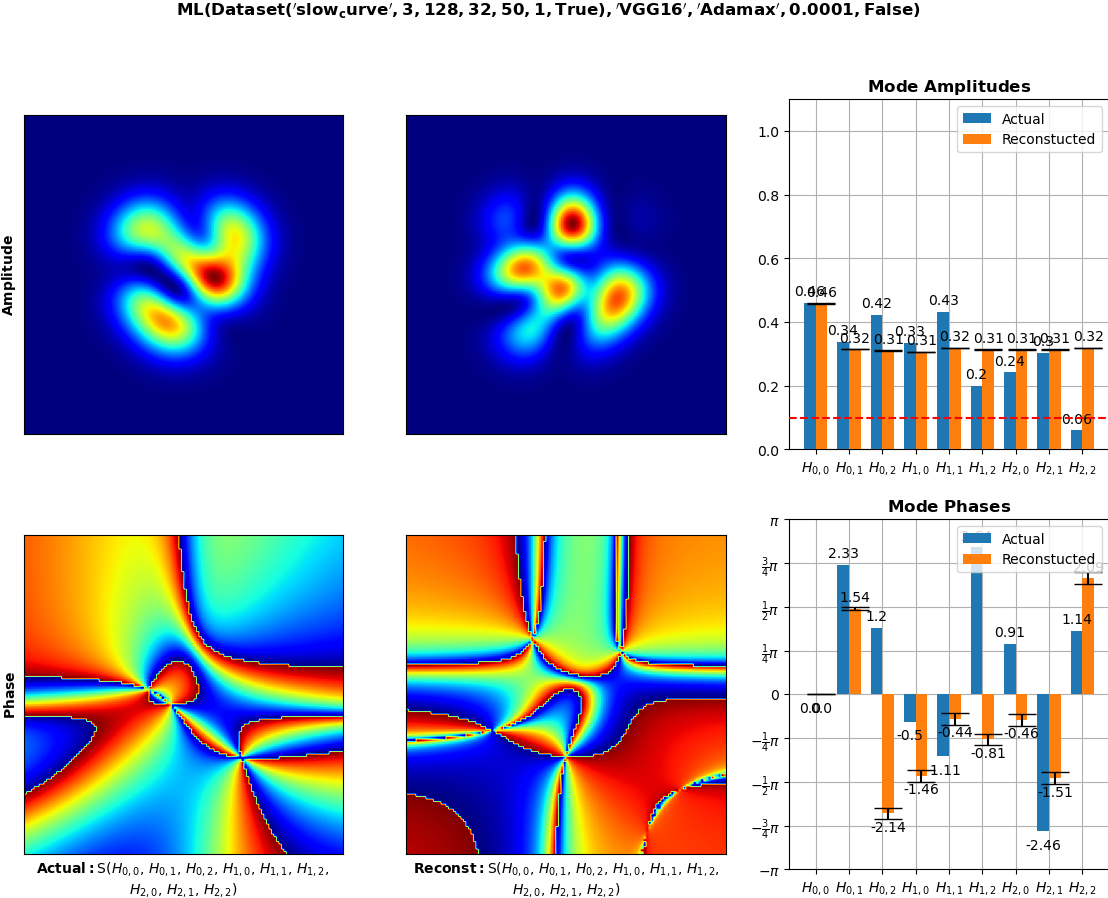 ML(Dataset('slow_curve', 3, 128, 32, 50, 1, True), 'VGG16', 'Adamax', 0.0001, False)
Amplitude
Mode Amplitudes
Actual
Reconstucted
1.0
0.8
0.6
0.4
0.2
0.0
0.46
0.46
0.34
0.32
0.42
0.31
0.33
0.31
0.43
0.32
0.2
0.31
0.24
0.31
0.3
0.31
0.06
0.32
H0,0 H0,1 H0,2 H1,0 H1,1 H1,2 H2,0 H2,1 H2,2
Phase
Actual: S(H0,0, H0,1, H0,2, H1,0, H1,1, H1,2,
H2,0, H2,1, H2,2)
Reconst: S(H0,0, H0,1, H0,2, H1,0, H1,1, H1,2,
H2,0, H2,1, H2,2)
Mode Phases
Actual
Reconstucted
π
3/4π
1/2π
1/4π
0
−1/4π
−1/2π
−3/4π
−π
0.0
0.0
2.33
1.54
1.2
-2.14
-0.5
-1.46
-1.11
-0.44
-0.81
0.91
-0.46
-2.46
-1.51
1.14
2.09
H0,0 H0,1 H0,2 H1,0 H1,1 H1,2 H2,0 H2,1 H2,2